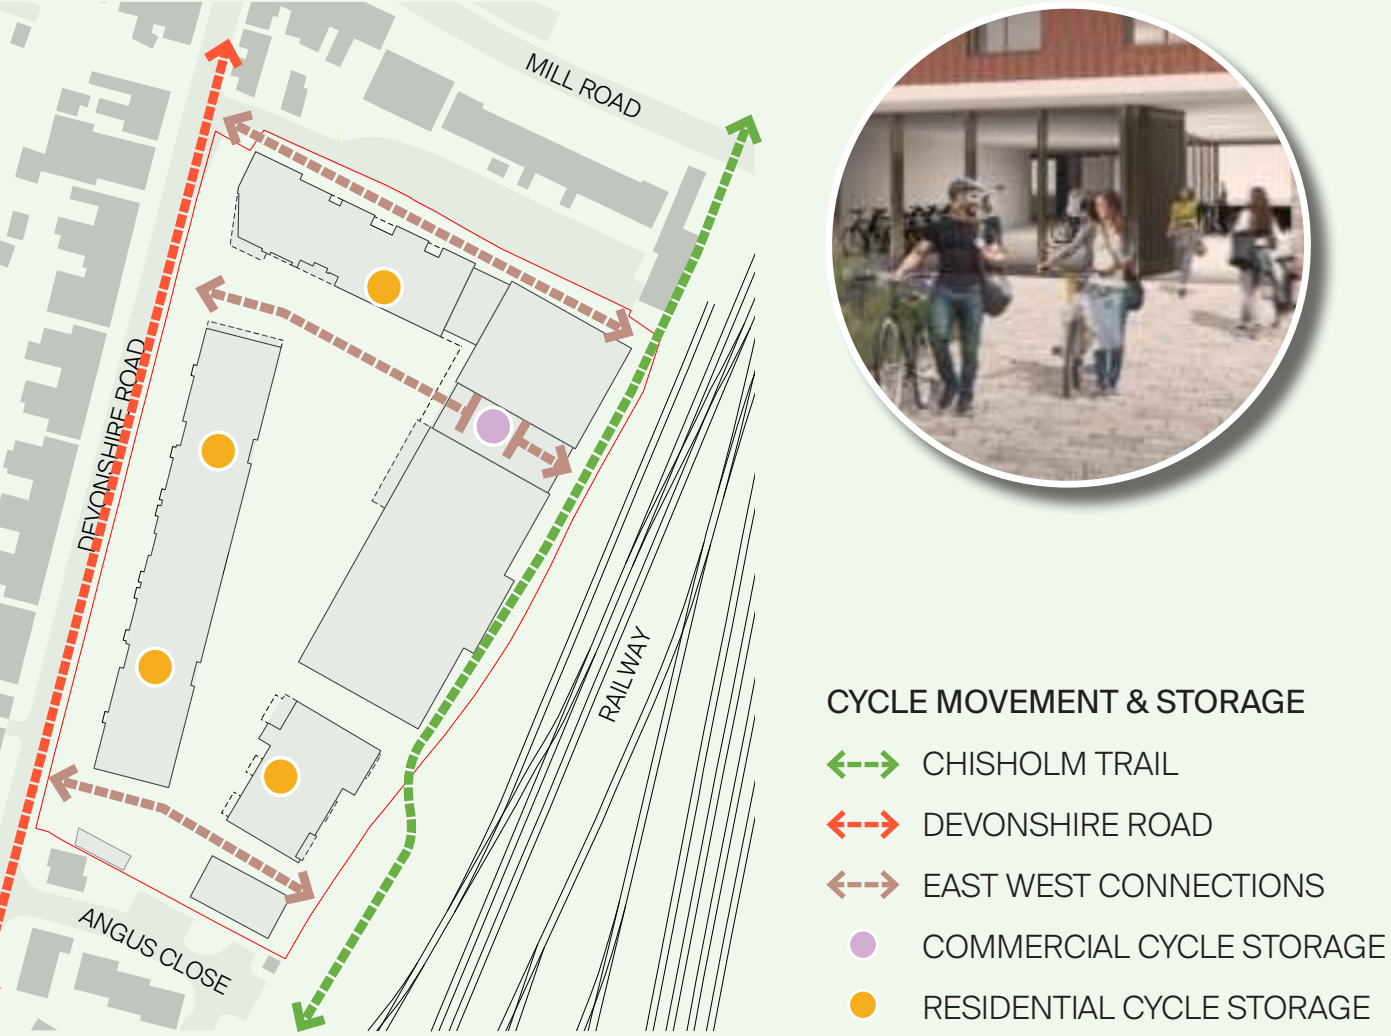 MILL ROAD
DEVONSHIRE ROAD
RAILWAY
ANGUS CLOSE
CYCLE MOVEMENT & STORAGE
CHISHOLM TRAIL
DEVONSHIRE ROAD
EAST WEST CONNECTIONS
COMMERCIAL CYCLE STORAGE
RESIDENTIAL CYCLE STORAGE